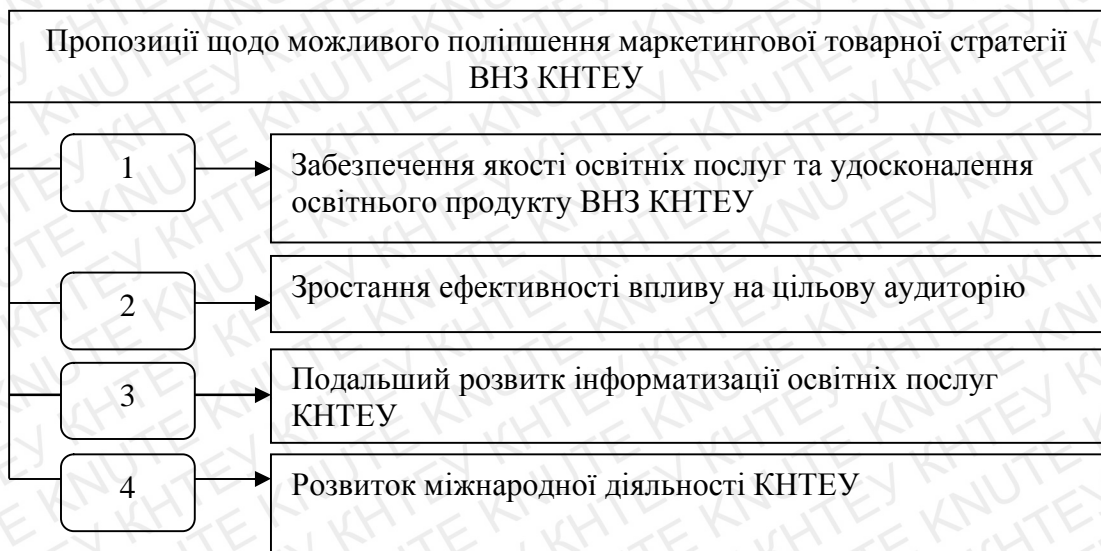 Пропозиції щодо можливого поліпшення маркетингової товарної стратегії
ВНЗ КНТЕУ
1
Забезпечення якості освітніх послуг та удосконалення
освітнього продукту ВНЗ КНТЕУ
2
Зростання ефективності впливу на цільову аудиторію
3
Подальший розвитк інформатизації освітніх послуг
КНТЕУ
4
Розвиток міжнародної діяльності КНТЕУ